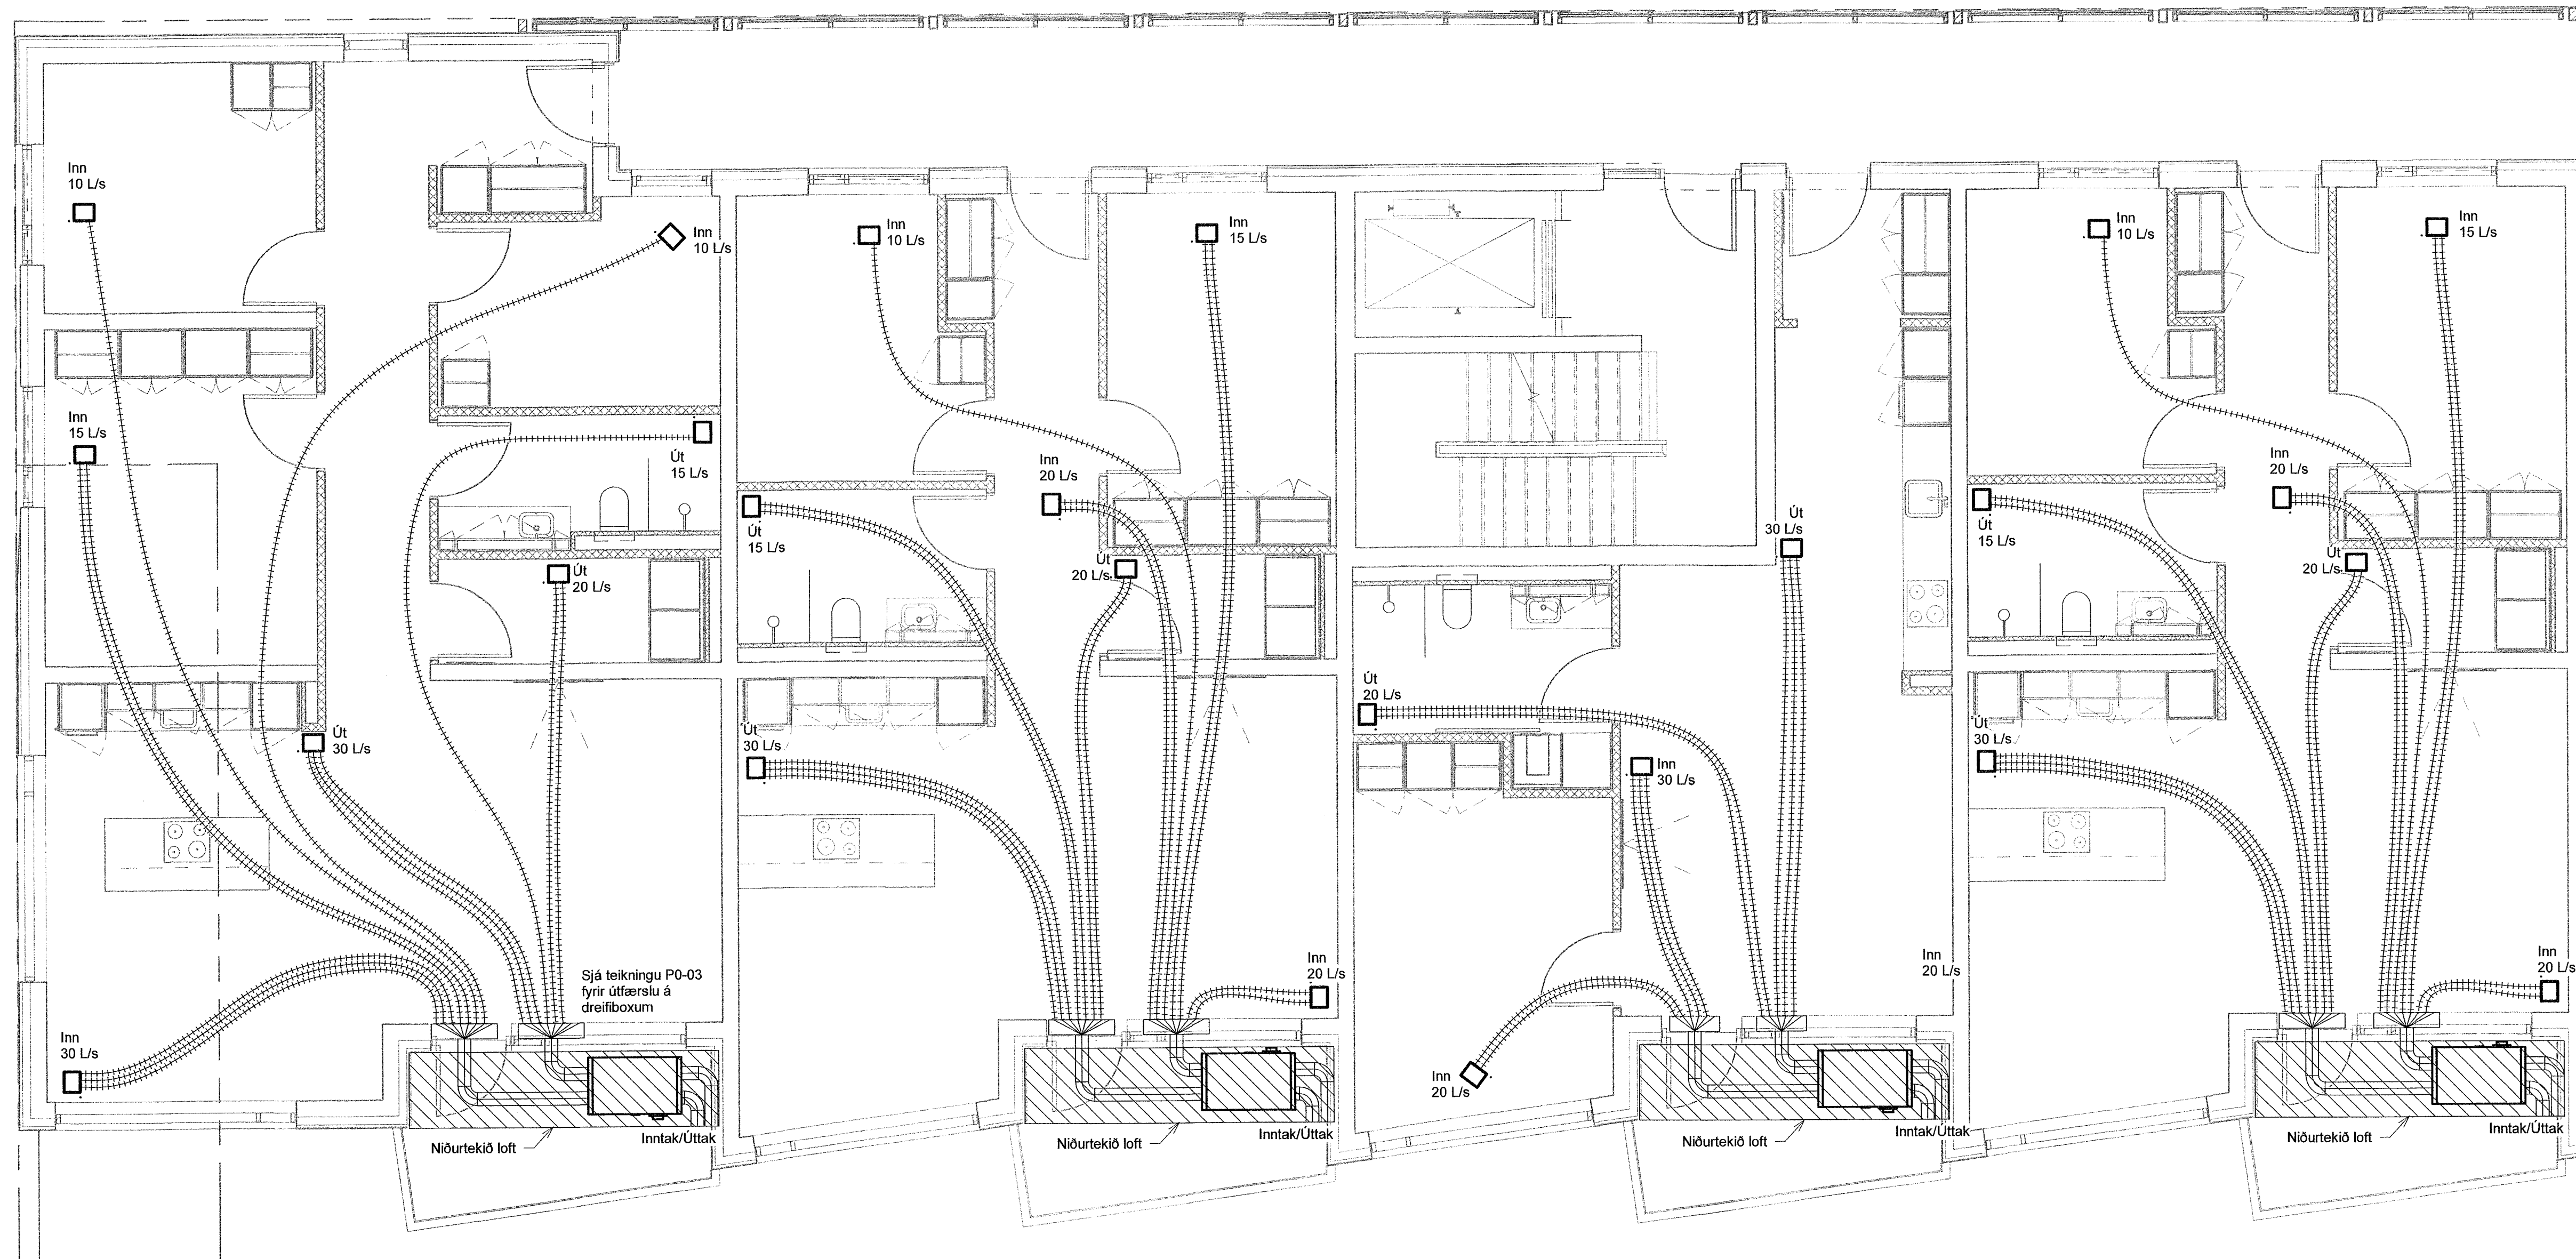 Inn
10 L/s
Inn
10 L/s
Inn
15 L/s
Út
15 L/s
Út
20 L/s
Út
30 L/s
Inn
30 L/s
Sjá teikningu P0-03
fyrir útfærslu á
dreifiboxum
Niðurtekið loft
Inntak/Úttak
Inn
10 L/s
Inn
15 L/s
Inn
20 L/s
Út
15 L/s
Út
20 L/s
Út
30 L/s
Inn
20 L/s
Niðurtekið loft
Inntak/Úttak
Út
30 L/s
Út
20 L/s
Inn
30 L/s
Inn
20 L/s
Inn
20 L/s
Niðurtekið loft
Inntak/Úttak
Inn
10 L/s
Inn
15 L/s
Inn
20 L/s
Út
15 L/s
Út
20 L/s
Út
30 L/s
Inn
20 L/s
Niðurtekið loft
Inntak/Úttak